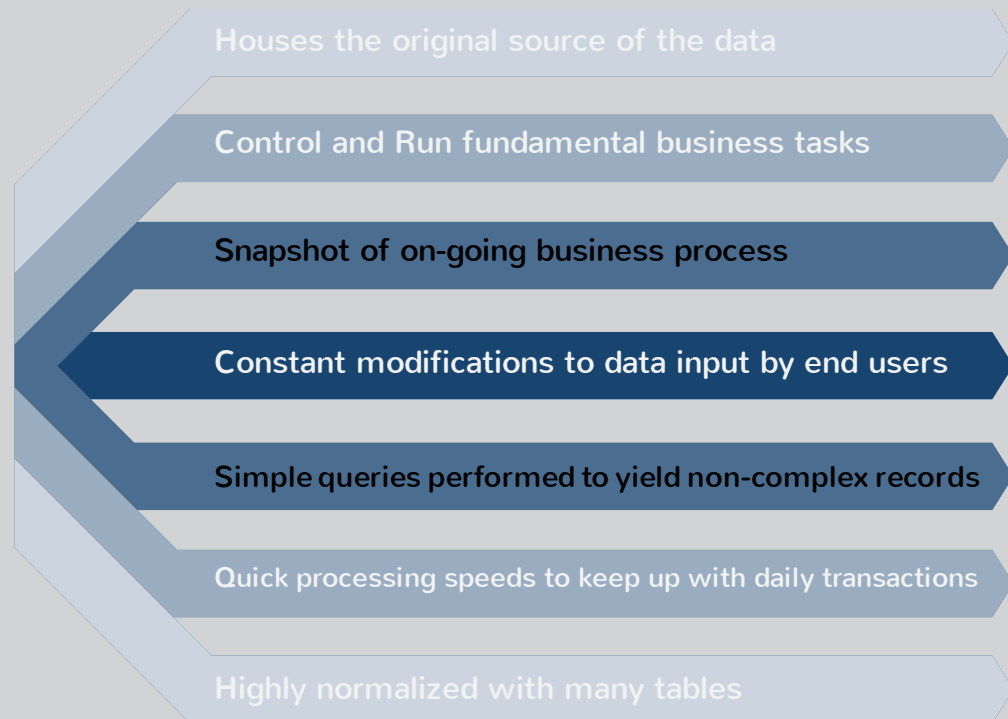 Houses the original source of the data
Control and Run fundamental business tasks
Snapshot of on-going business process
Constant modifications to data input by end users
Simple queries performed to yield non-complex records
Quick processing speeds to keep up with daily transactions
Highly normalized with many tables